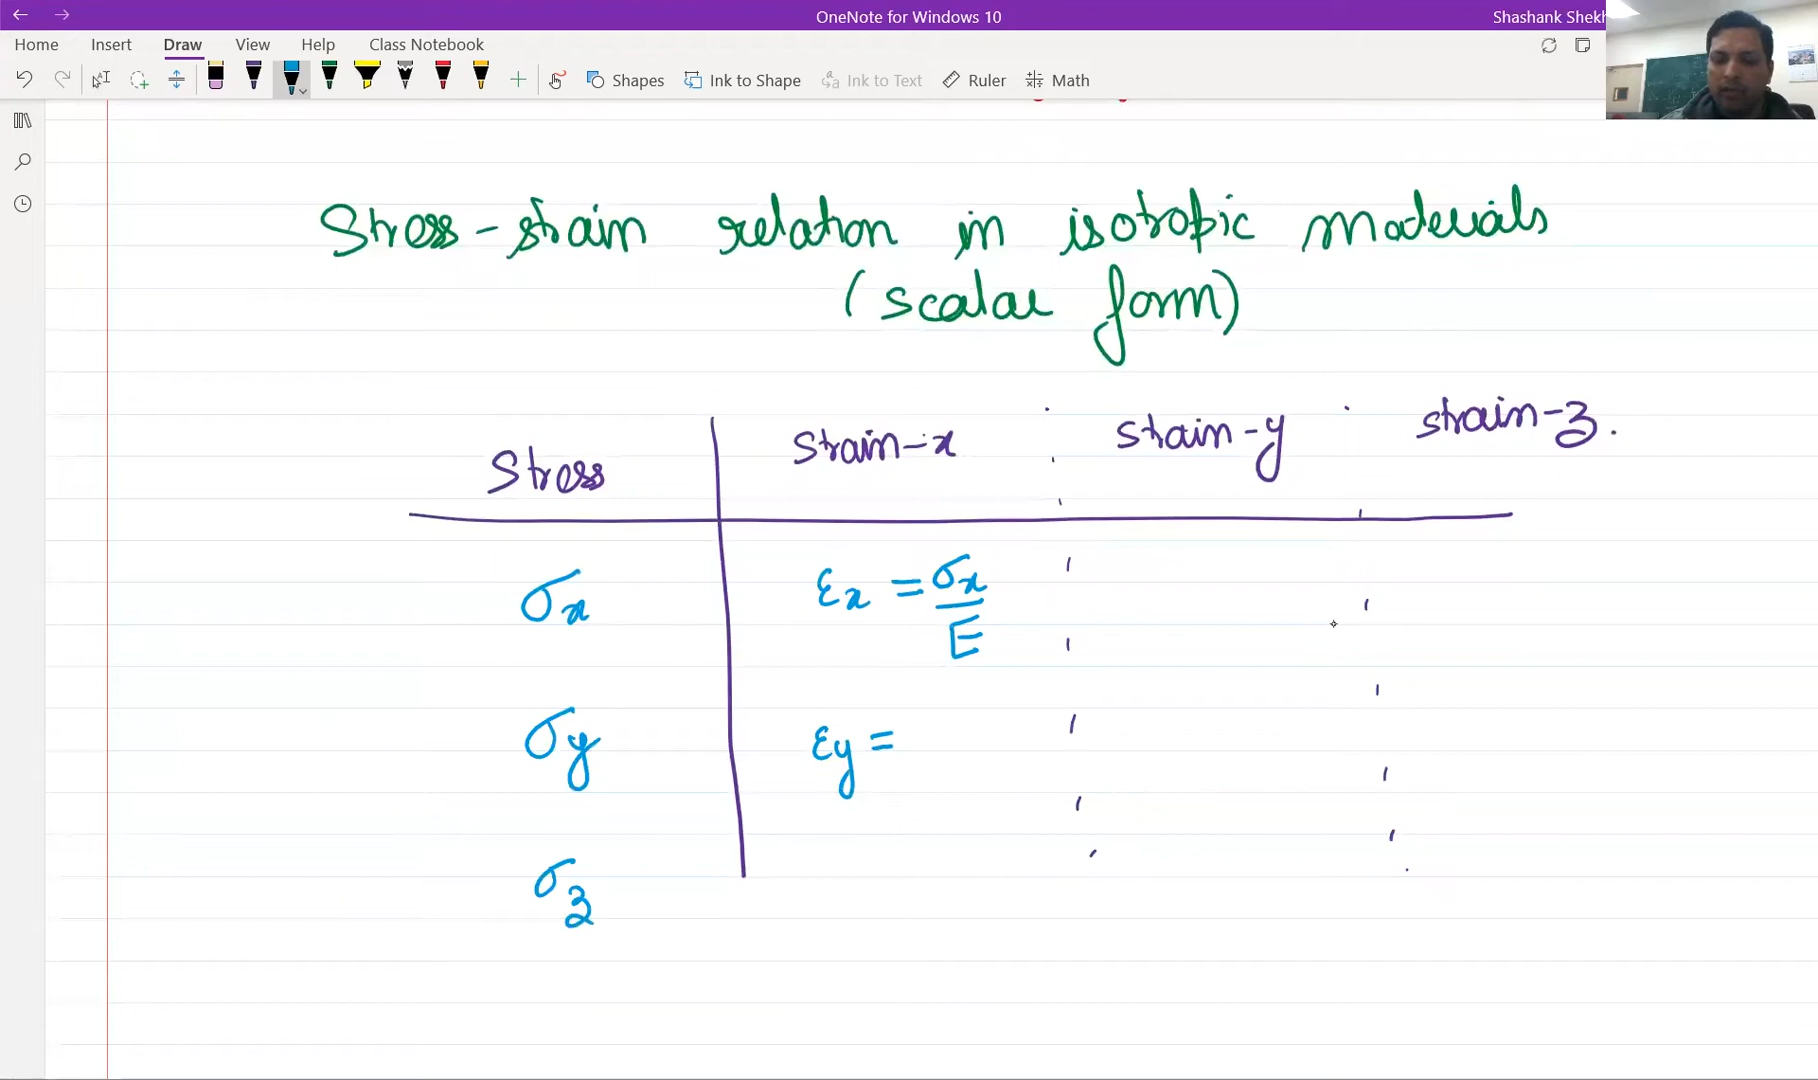 OneNote for Windows 10
Shashank Shekh
Home Insert Draw View Help Class Notebook
Shapes Ink to Shape Ink to Text Ruler Math
Stress-strain relation in isotropic materials
(scalar form)
Stress strain-x strain-y strain-z.
σx εx = σx/E
σy εy =
σz